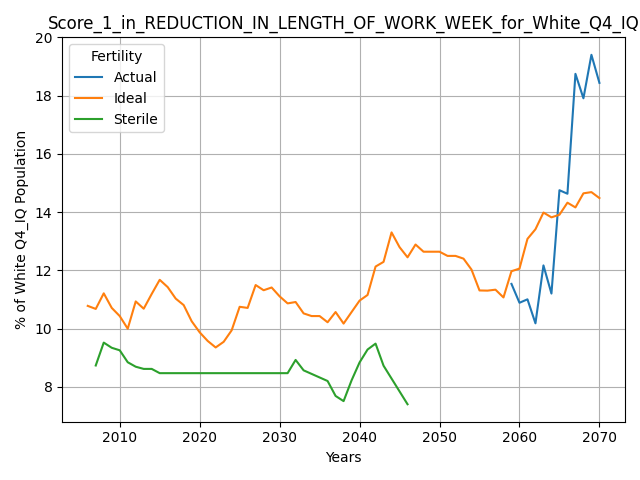 Score_1_in_REDUCTION_IN_LENGTH_OF_WORK_WEEK_for_White_Q4_IQ
Fertility
Actual
Ideal
Sterile
% of White Q4_IQ Population
20
18
16
14
12
10
8
2010 2020 2030 2040 2050 2060 2070
Years